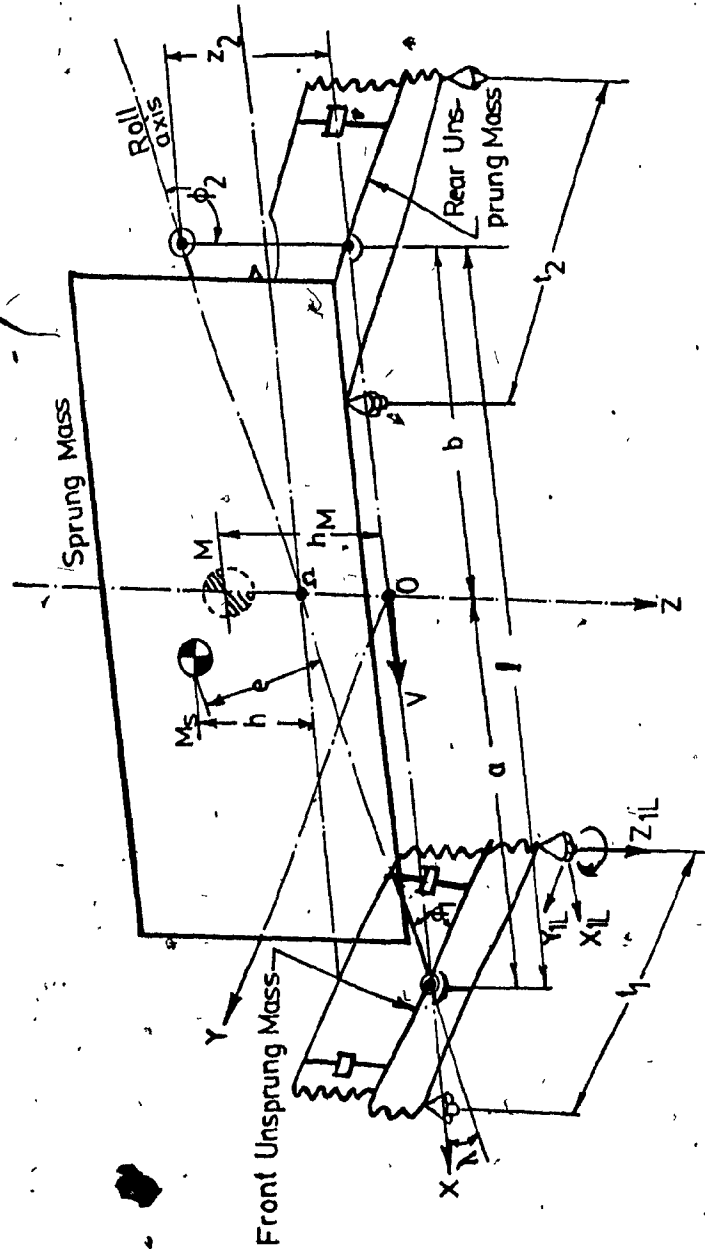 Roll
axis
z2
ϕ2
Sprung Mass
M
hM
Ms
e
h
Ω
O
V
Z
Rear Uns-
prung Mass
t2
b
l
a
Y
Front Unsprung Mass
X
λ
Y1L
X1L
Z1L
t1